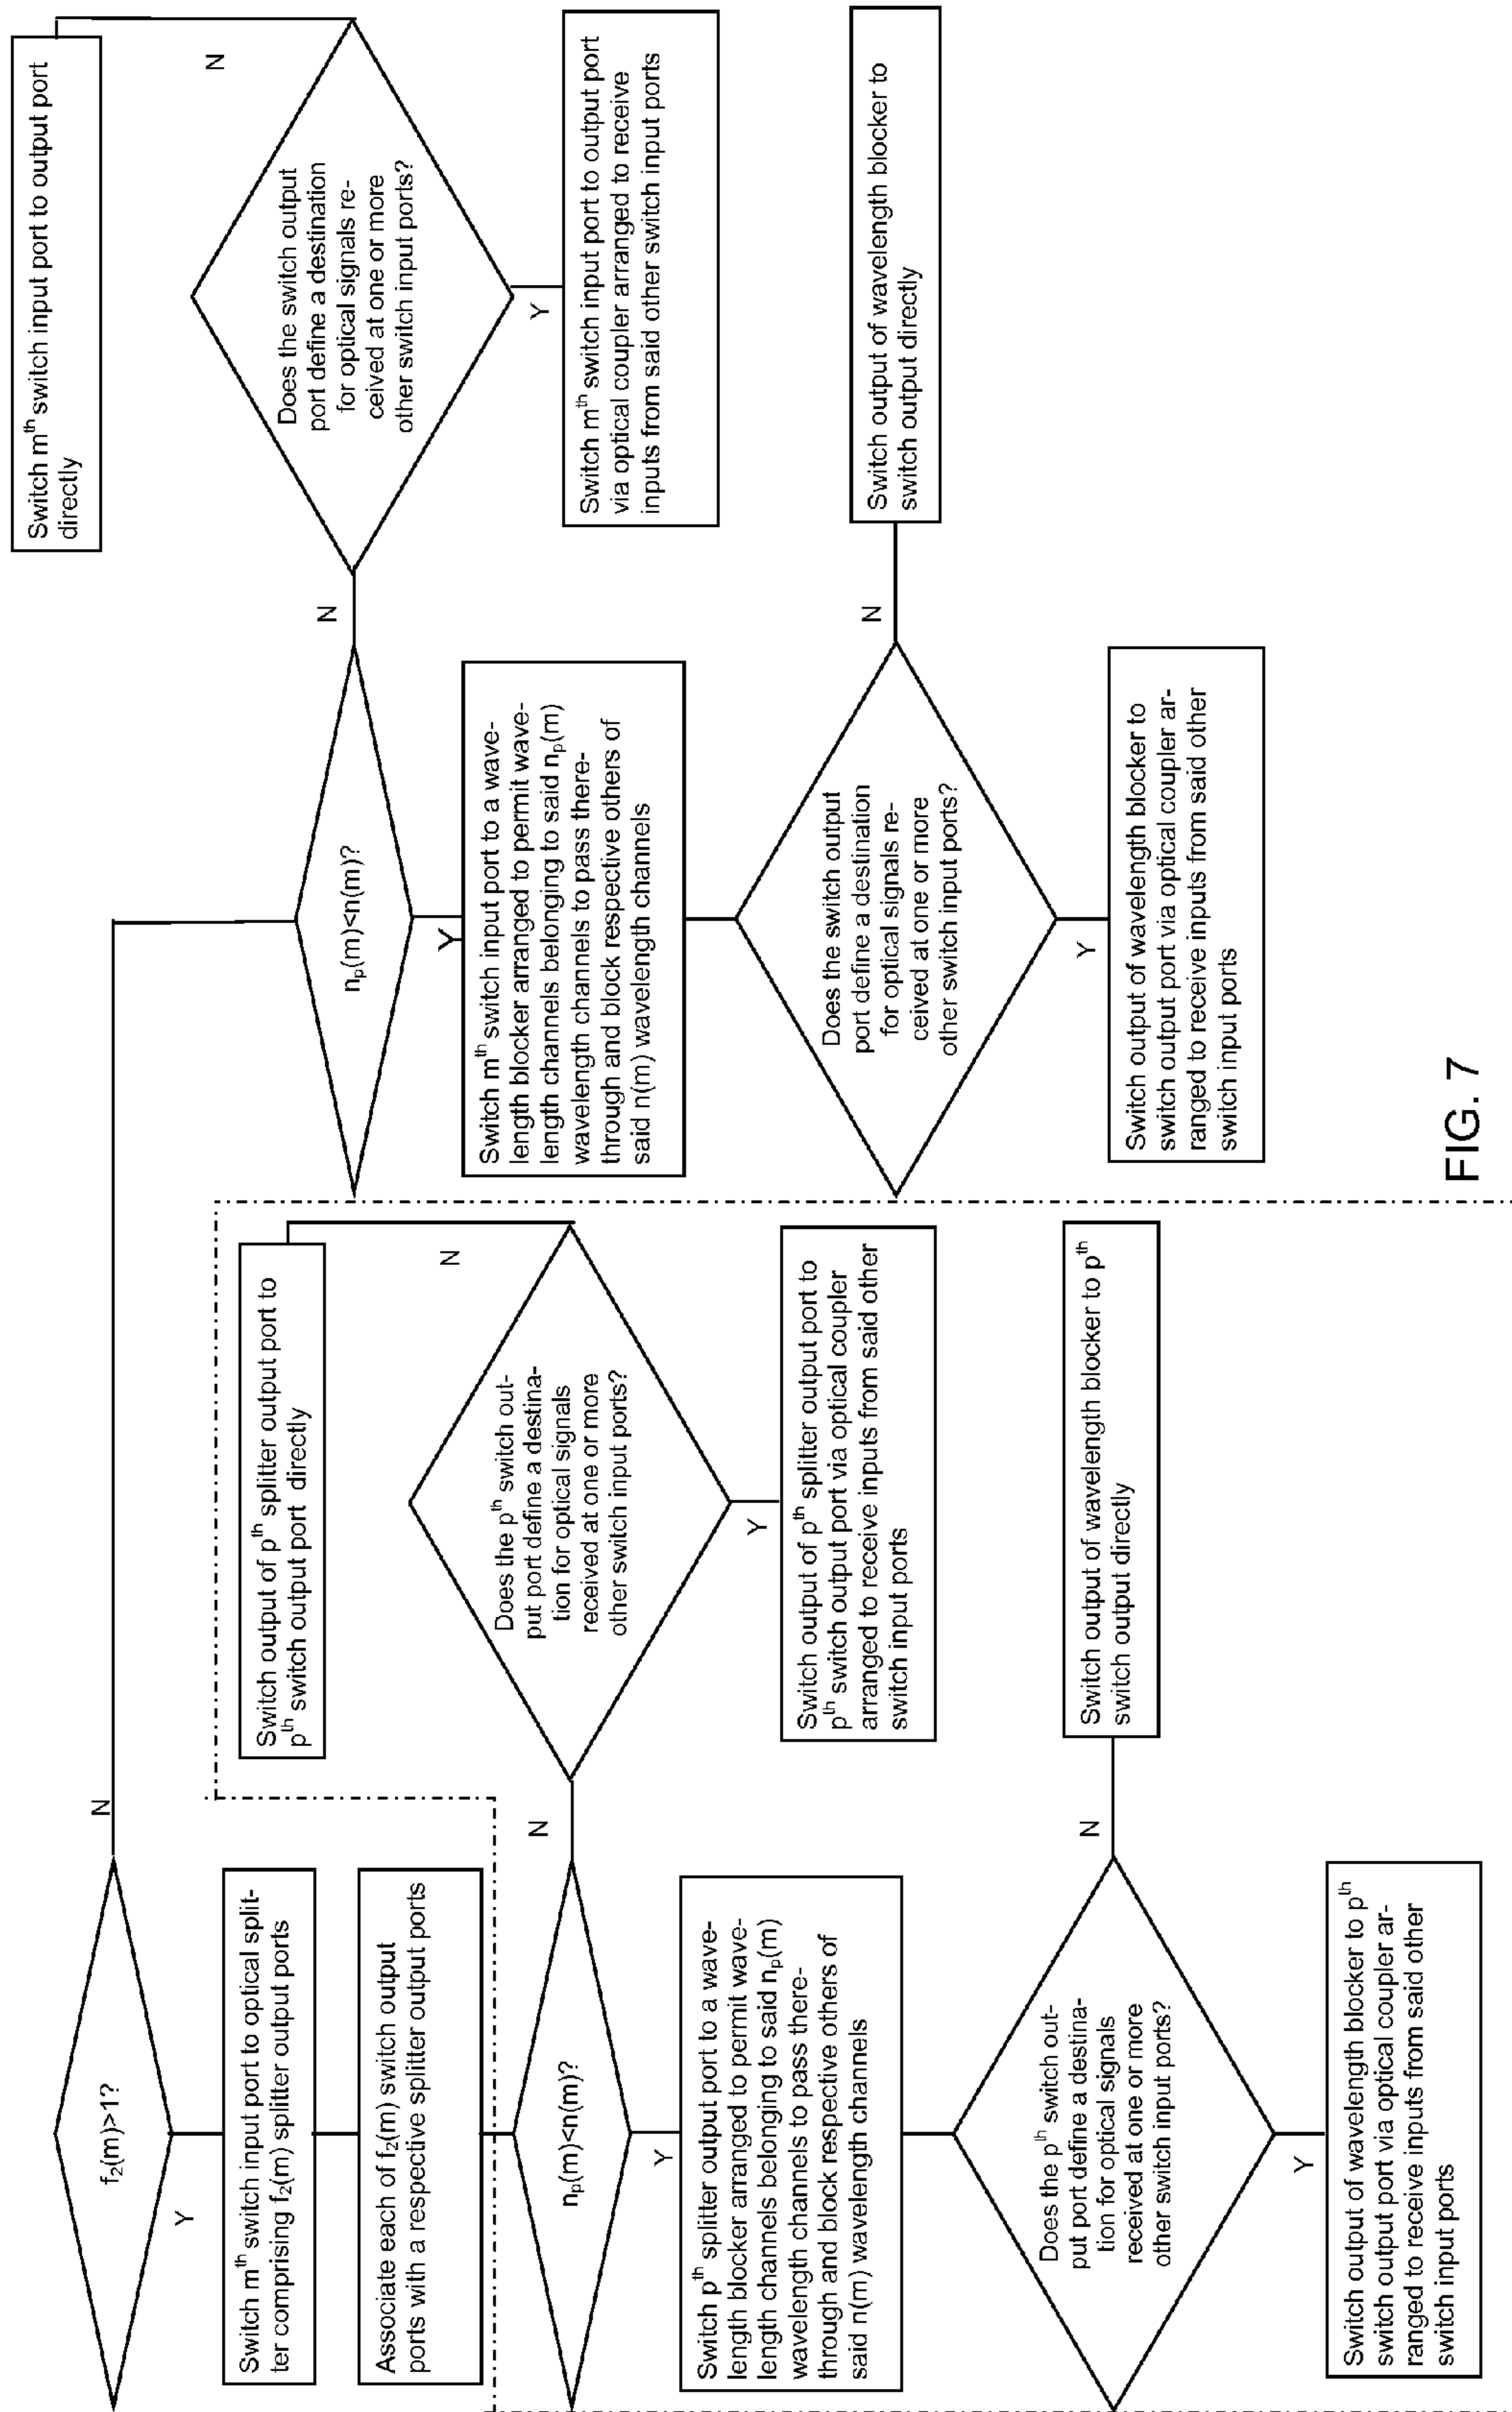 f₂(m)>1?
N
Y
Switch mᵗʰ switch input port to optical split-
ter comprising f₂(m) splitter output ports
Associate each of f₂(m) switch output
ports with a respective splitter output ports
nₚ(m)<n(m)?
N
Y
Switch pᵗʰ splitter output port to a wave-
length blocker arranged to permit wave-
length channels belonging to said nₚ(m)
wavelength channels to pass there-
through and block respective others of
said n(m) wavelength channels
Does the pᵗʰ switch out-
put port define a destina-
tion for optical signals
received at one or more
other switch input ports?
N
Y
Switch output of wavelength blocker to pᵗʰ
switch output port via optical coupler ar-
ranged to receive inputs from said other
switch input ports
Switch output of wavelength blocker to pᵗʰ
switch output directly
Switch output of pᵗʰ splitter output port to
pᵗʰ switch output port directly
N
Does the pᵗʰ switch out-
put port define a destina-
tion for optical signals
received at one or more
other switch input ports?
Y
Switch output of pᵗʰ splitter output port to
pᵗʰ switch output port via optical coupler
arranged to receive inputs from said other
switch input ports
nₚ(m)<n(m)?
N
Y
Switch mᵗʰ switch input port to a wave-
length blocker arranged to permit wave-
length channels belonging to said nₚ(m)
wavelength channels to pass there-
through and block respective others of
said n(m) wavelength channels
Does the switch output
port define a destination
for optical signals re-
ceived at one or more
other switch input ports?
N
Y
Switch output of wavelength blocker to
switch output port via optical coupler ar-
ranged to receive inputs from said other
switch input ports
Switch output of wavelength blocker to
switch output directly
Switch mᵗʰ switch input port to output port
directly
N
Does the switch output
port define a destination
for optical signals re-
ceived at one or more
other switch input ports?
Y
Switch mᵗʰ switch input port to output port
via optical coupler arranged to receive
inputs from said other switch input ports
FIG. 7